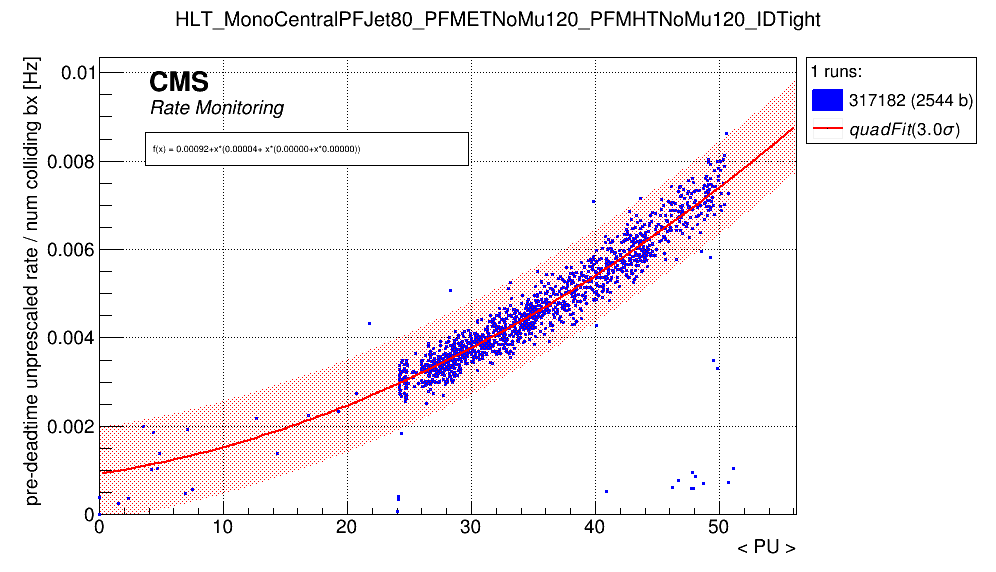 HLT_MonoCentralPFJet80_PFMETNoMu120_PFMHTNoMu120_IDTight
pre-deadtime unprescaled rate / num colliding bx [Hz]
0.01
0.008
0.006
0.004
0.002
0
CMS
Rate Monitoring
f(x) = 0.00092+x*(0.00004+ x*(0.00000+x*0.00000))
1 runs:
317182 (2544 b)
quadFit(3.0σ)
0 10 20 30 40 50
< PU >